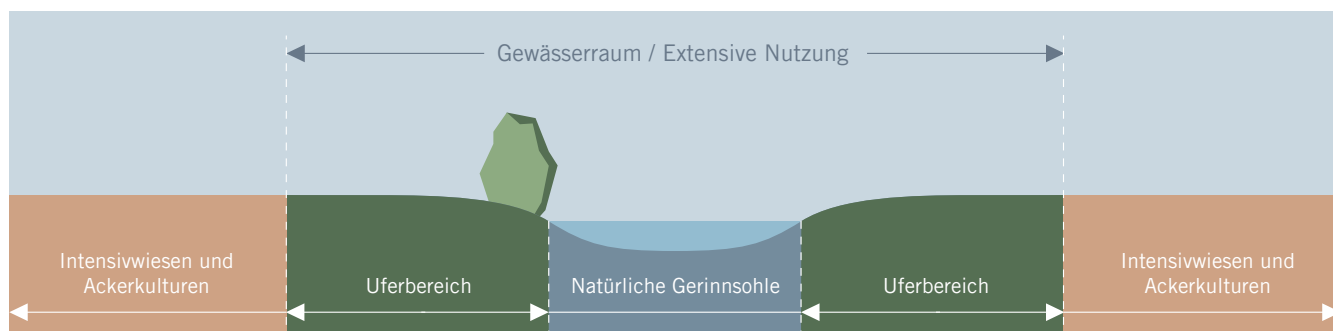 Gewässerraum / Extensive Nutzung
Intensivwiesen und
Ackerkulturen
Uferbereich
Natürliche Gerinnsohle
Uferbereich
Intensivwiesen und
Ackerkulturen